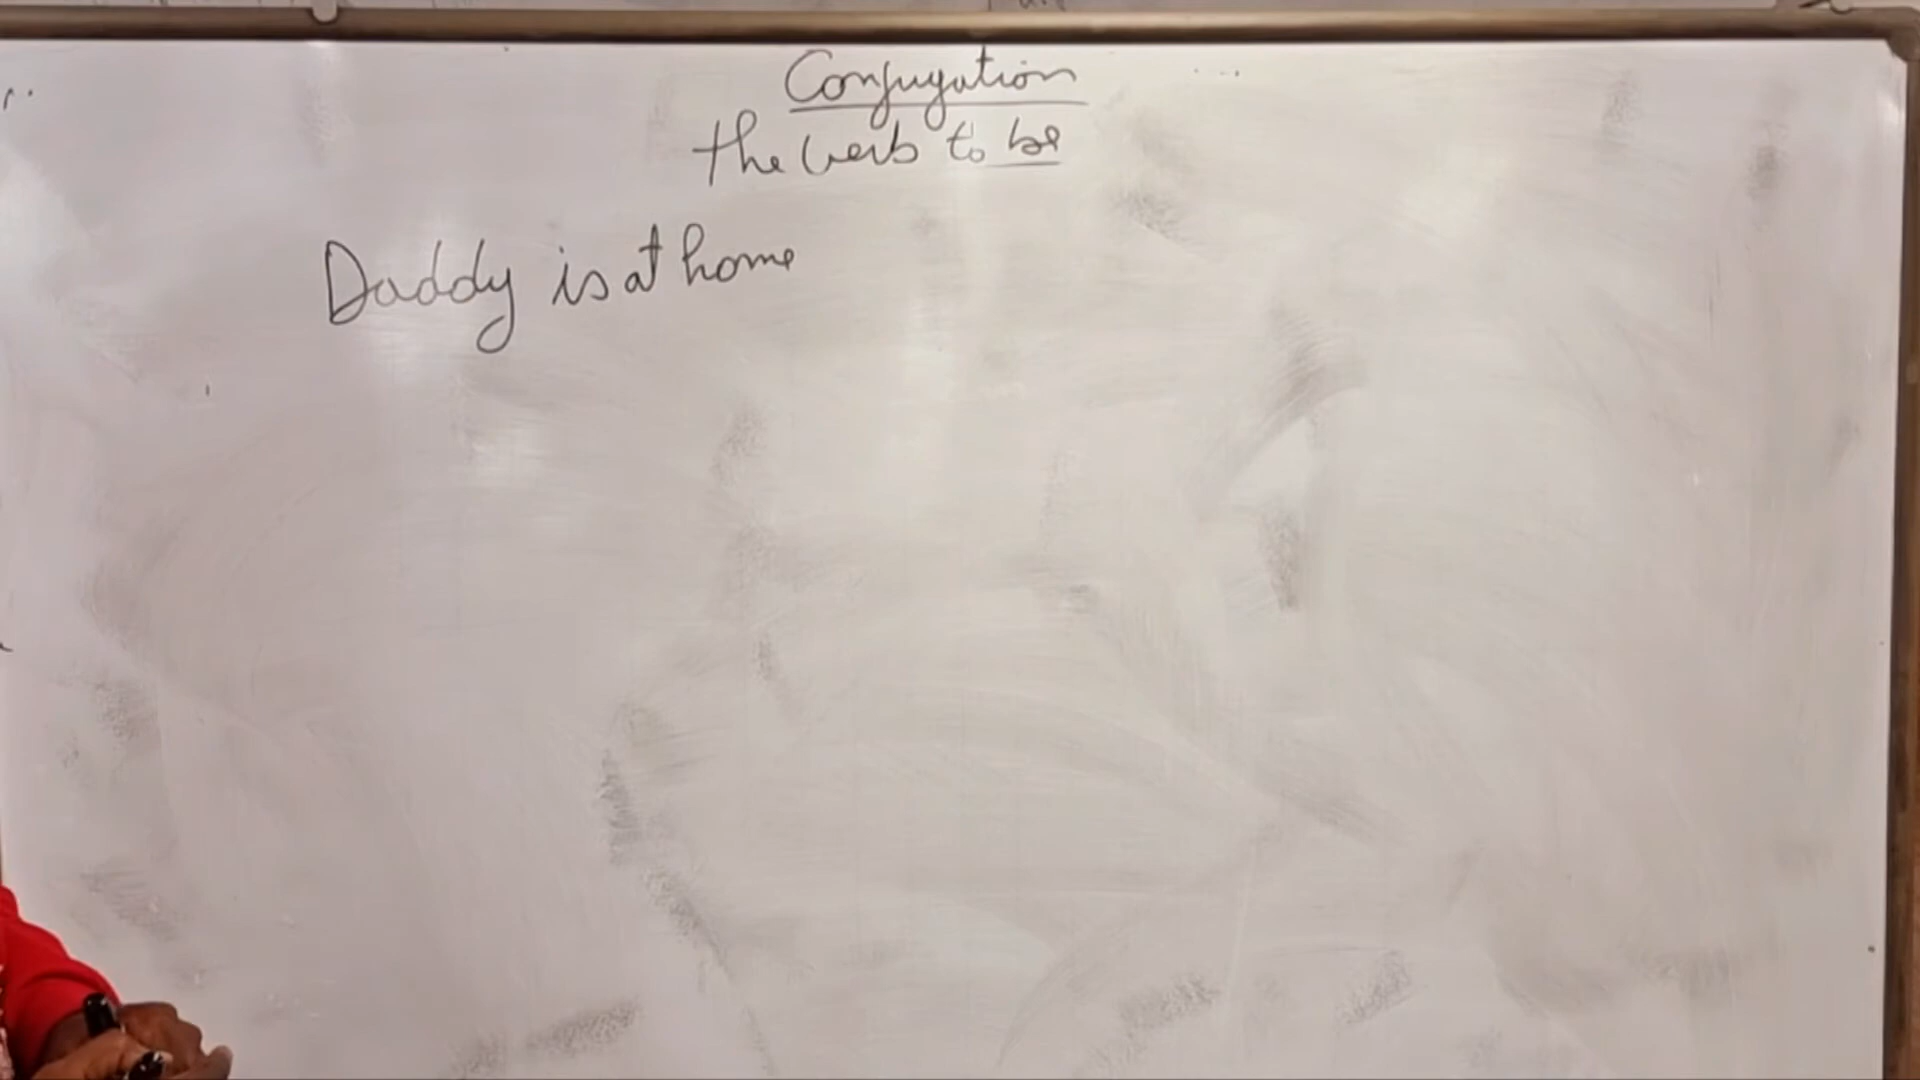 Conjugation
the verb to be
Daddy is at home